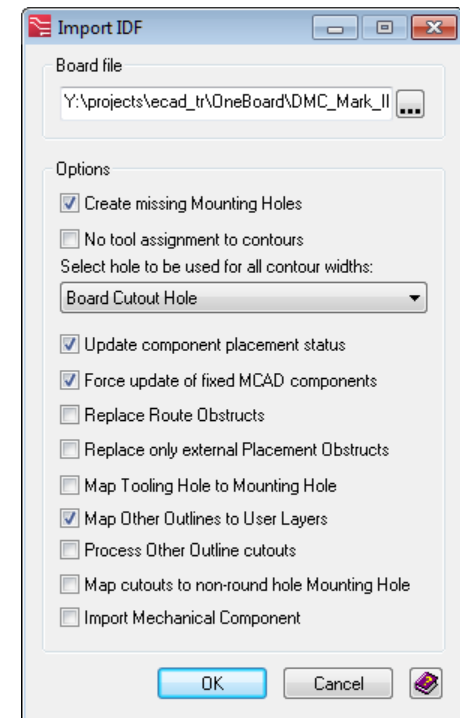 Import IDF
Board file
Y:\projects\ecad_tr\OneBoard\DMC_Mark_II
...
Options
Create missing Mounting Holes
No tool assignment to contours
Select hole to be used for all contour widths:
Board Cutout Hole
Update component placement status
Force update of fixed MCAD components
Replace Route Obstructs
Replace only external Placement Obstructs
Map Tooling Hole to Mounting Hole
Map Other Outlines to User Layers
Process Other Outline cutouts
Map cutouts to non-round hole Mounting Hole
Import Mechanical Component
OK Cancel